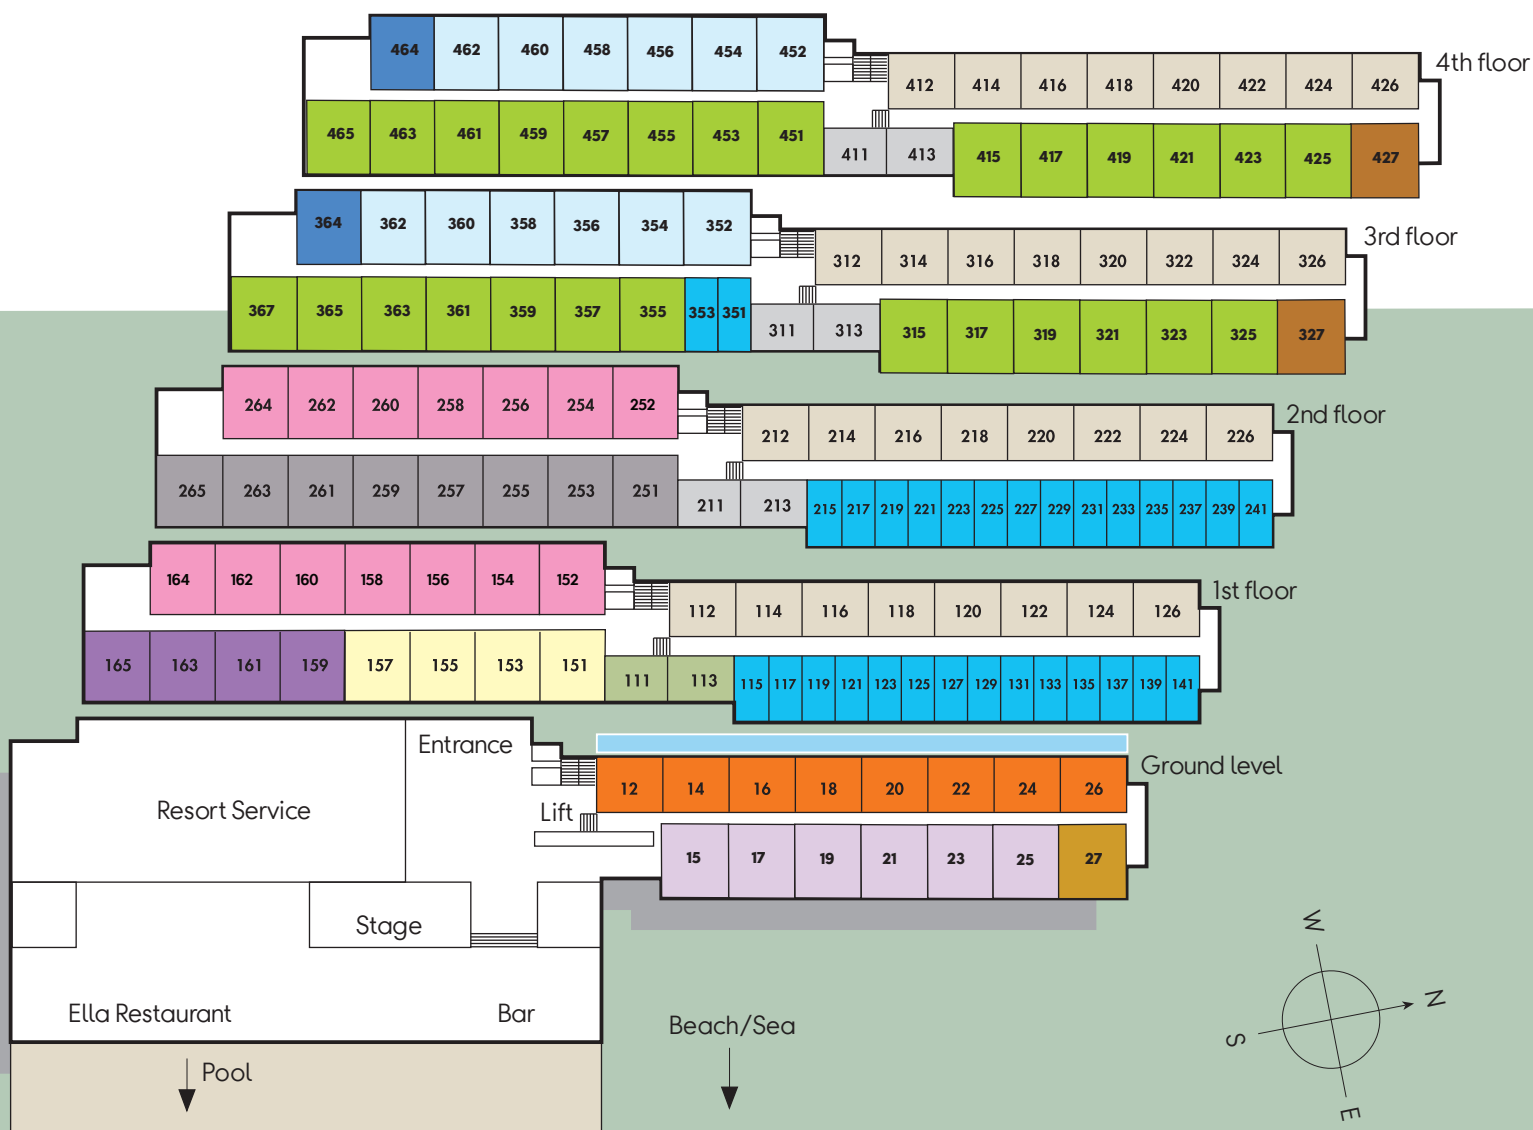 464 462 460 458 456 454 452
4th floor
412 414 416 418 420 422 424 426
465 463 461 459 457 455 453 451
411 413 415 417 419 421 423 425 427
364 362 360 358 356 354 352
3rd floor
312 314 316 318 320 322 324 326
367 365 363 361 359 357 355 353 351
311 313 315 317 319 321 323 325 327
264 262 260 258 256 254 252
2nd floor
212 214 216 218 220 222 224 226
265 263 261 259 257 255 253 251
211 213 215 217 219 221 223 225 227 229 231 233 235 237 239 241
164 162 160 158 156 154 152
1st floor
112 114 116 118 120 122 124 126
165 163 161 159 157 155 153 151
111 113 115 117 119 121 123 125 127 129 131 133 135 137 139 141
Entrance
Ground level
12 14 16 18 20 22 24 26
Resort Service
Lift
15 17 19 21 23 25 27
Stage
W
N
S
E
Ella Restaurant
Bar
Beach/Sea
Pool